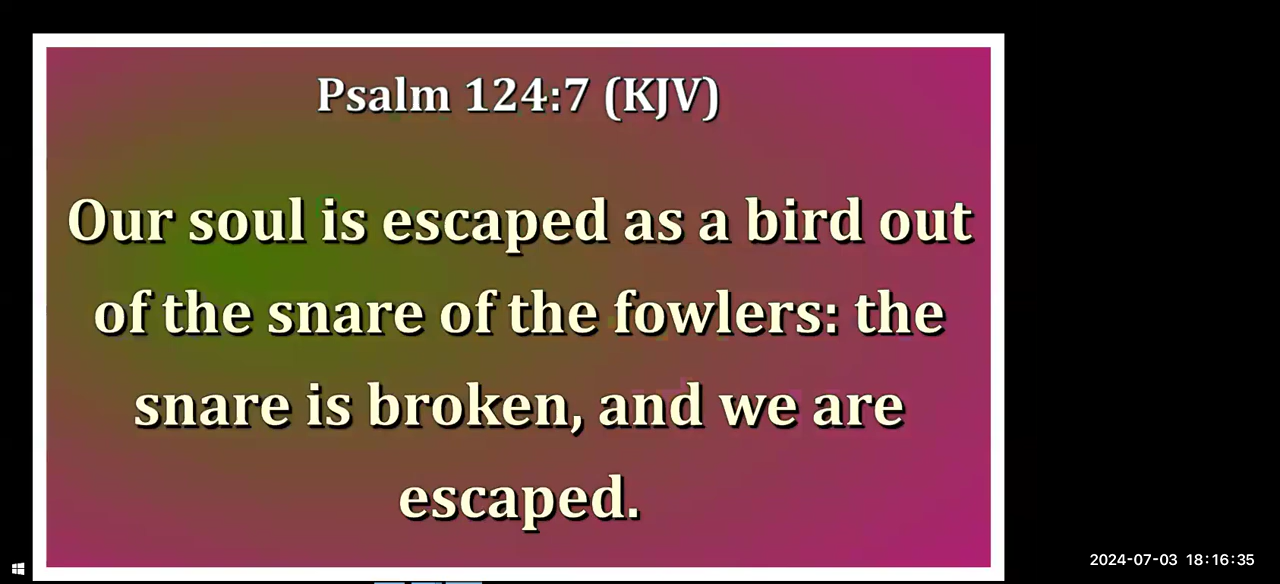 Psalm 124:7 (KJV)
Our soul is escaped as a bird out
of the snare of the fowlers: the
snare is broken, and we are
escaped.
2024-07-03 18:16:35